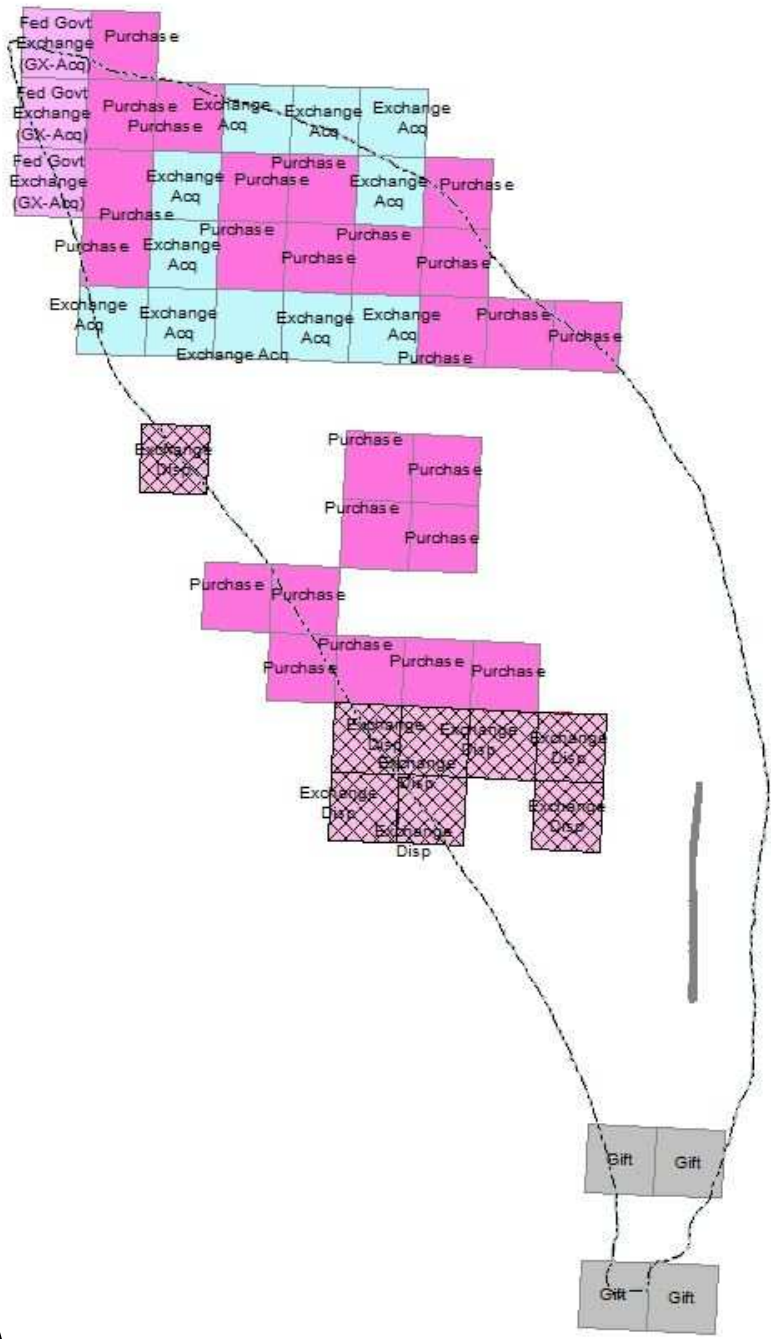 Fed Govt
Exchange
(GX-Acq)
Purchase
Fed Govt
Exchange
(GX-Acq)
Purchase
Purchase
Exchange
Acq
Exchange
Acq
Exchange
Acq
Fed Govt
Exchange
(GX-Acq)
Purchase
Exchange
Acq
Purchase
Purchase
Exchange
Acq
Purchase
Purchase
Exchange
Acq
Purchase
Purchase
Purchase
Purchase
Exchange
Acq
Exchange
Acq
Exchange Acq
Exchange
Acq
Exchange
Acq
Purchase
Purchase
Purchase
Exchange
Disp
Purchase
Purchase
Purchase
Purchase
Purchase
Purchase
Purchase
Purchase
Purchase
Purchase
Exchange
Disp
Exchange
Disp
Exchange
Disp
Exchange
Disp
Exchange
Disp
Exchange
Disp
Exchange
Disp
Gift
Gift
Gift
Gift